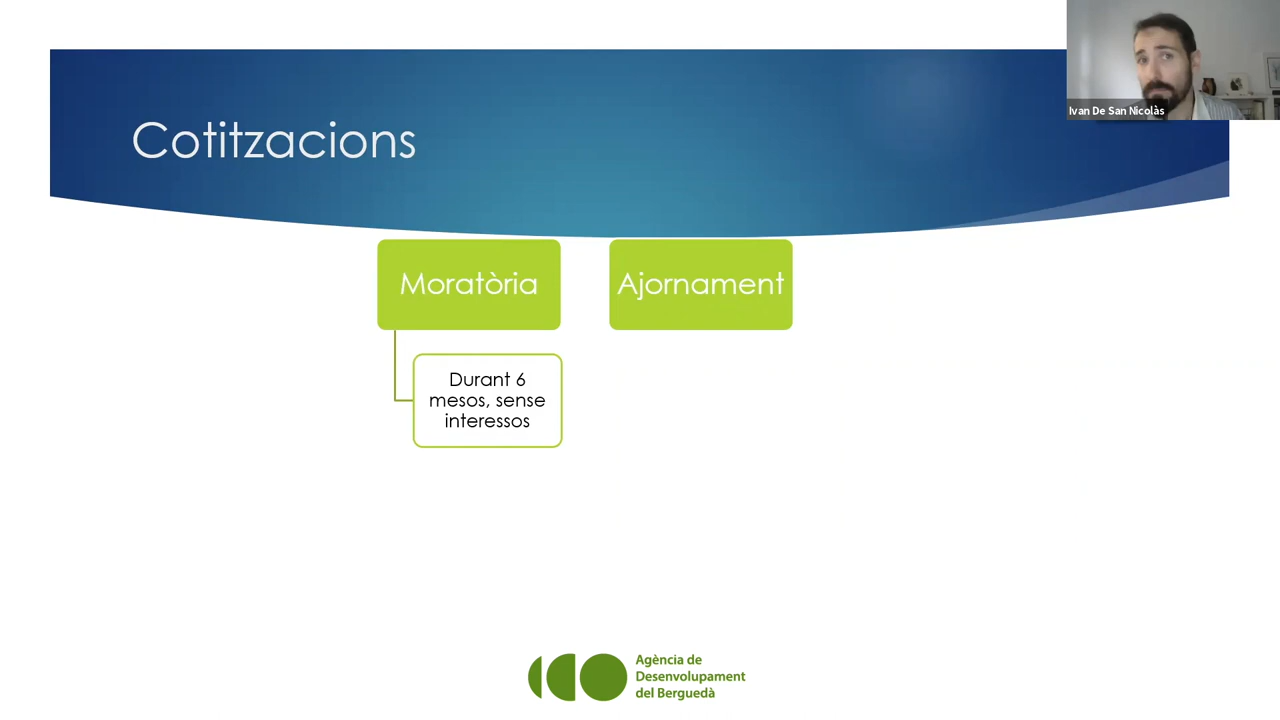 Ivan De San Nicolàs
Cotitzacions
Moratòria
Ajornament
Durant 6
mesos, sense
interessos
Agència de
Desenvolupament
del Berguedà